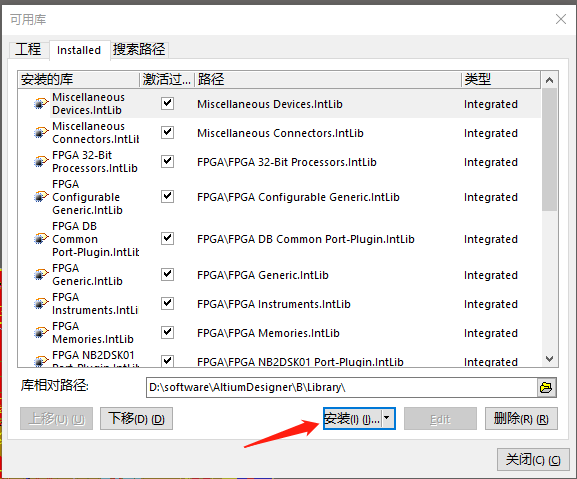 可用库
工程 Installed 搜索路径
安装的库 激活过... 路径 类型
Miscellaneous
Devices.IntLib Miscellaneous Devices.IntLib Integrated
Miscellaneous
Connectors.IntLib Miscellaneous Connectors.IntLib Integrated
FPGA 32-Bit
Processors.IntLib FPGA\FPGA 32-Bit Processors.IntLib Integrated
FPGA
Configurable
Generic.IntLib FPGA\FPGA Configurable Generic.IntLib Integrated
FPGA DB
Common
Port-Plugin.IntLib FPGA\FPGA DB Common Port-Plugin.IntLib Integrated
FPGA
Generic.IntLib FPGA\FPGA Generic.IntLib Integrated
FPGA
Instruments.IntLib FPGA\FPGA Instruments.IntLib Integrated
FPGA
Memories.IntLib FPGA\FPGA Memories.IntLib Integrated
FPGA NB2DSK01 FPGA\FPGA NB2DSK01 Port-Plugin.IntLib Integrated
库相对路径: D:\software\AltiumDesigner\B\Library\
上移(U) (U) 下移(D) (D) 安装(I) (I)... Edit 删除(R) (R)
关闭(C) (C)